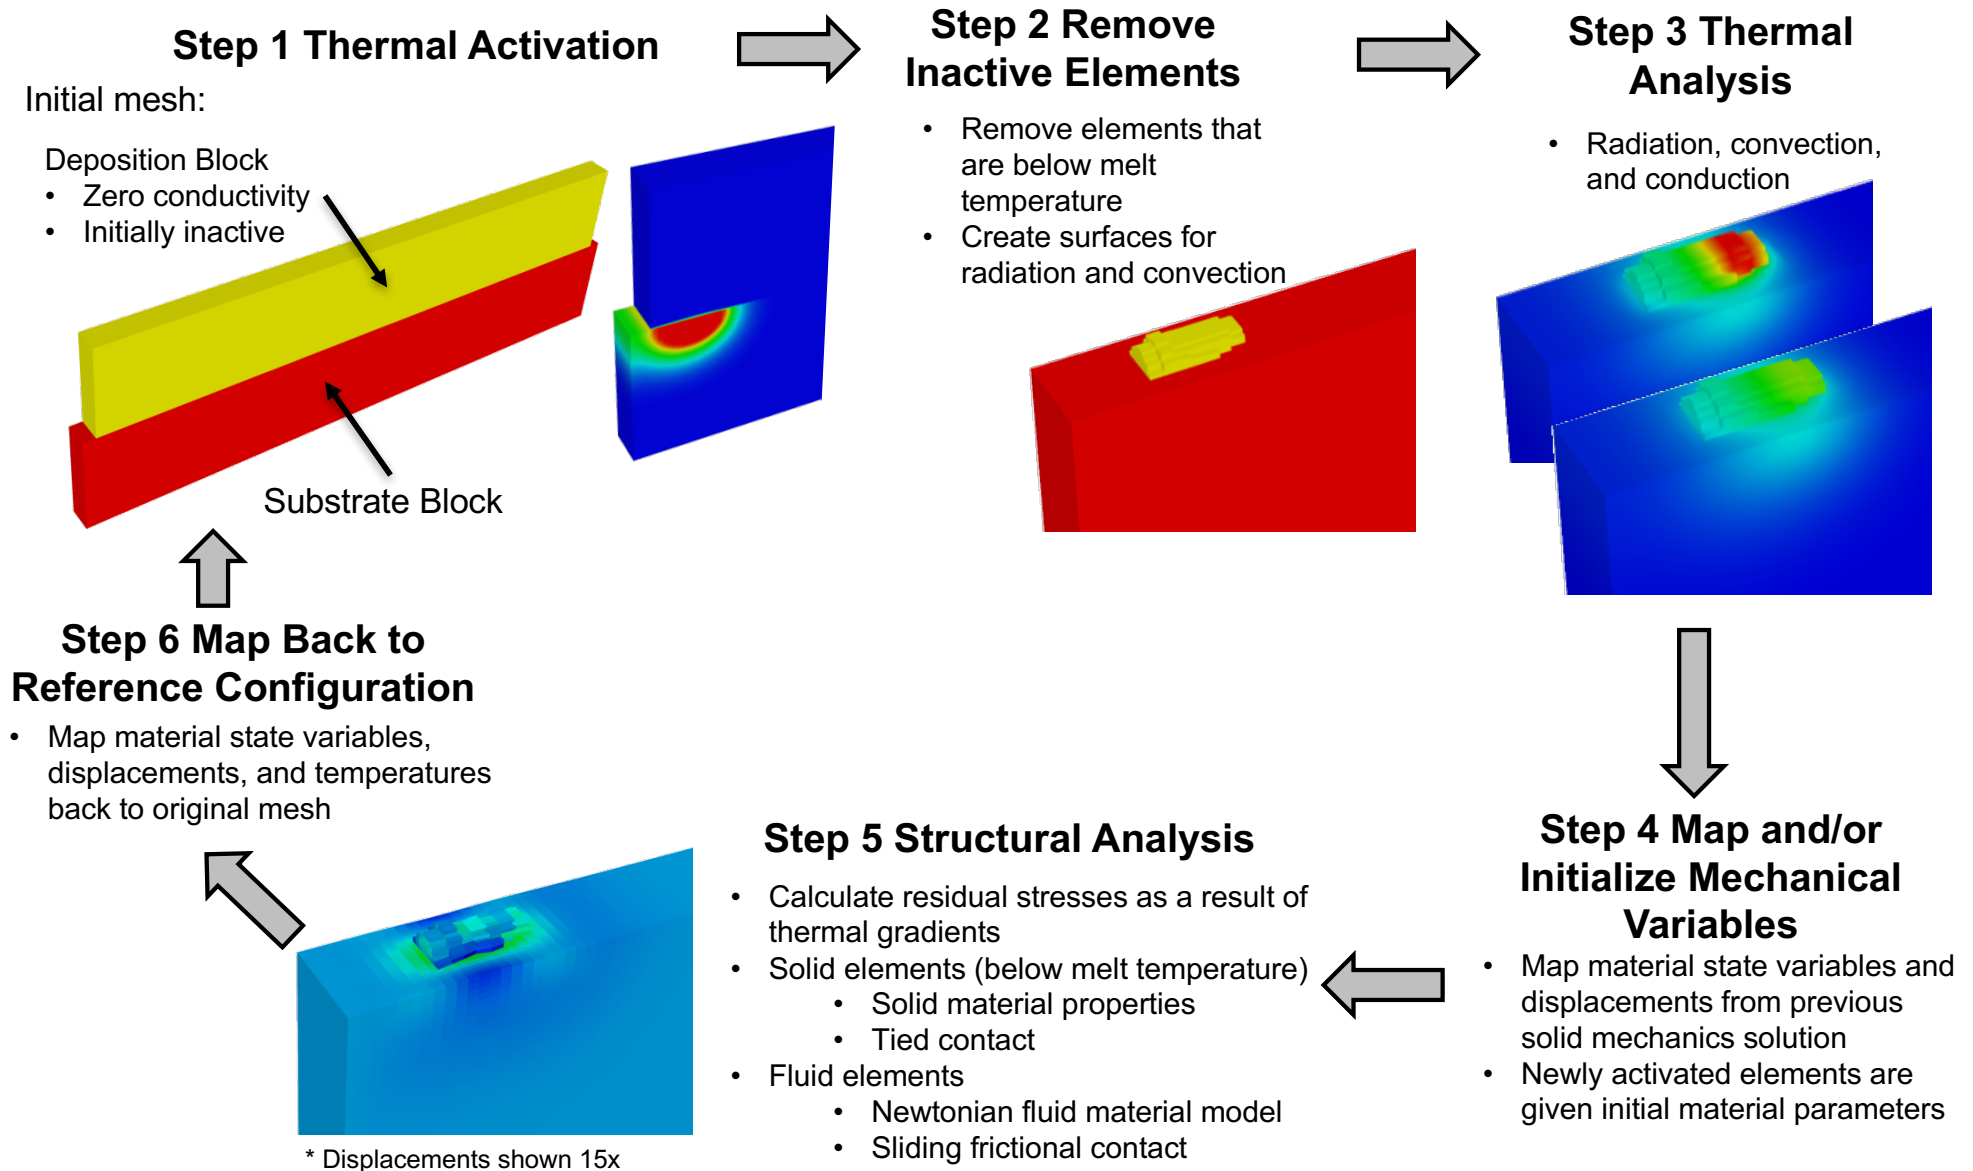 Step 1 Thermal Activation
Initial mesh:
Deposition Block
• Zero conductivity
• Initially inactive
Substrate Block
Step 2 Remove
Inactive Elements
• Remove elements that
are below melt
temperature
• Create surfaces for
radiation and convection
Step 3 Thermal
Analysis
• Radiation, convection,
and conduction
Step 4 Map and/or
Initialize Mechanical
Variables
• Map material state variables and
displacements from previous
solid mechanics solution
• Newly activated elements are
given initial material parameters
Step 5 Structural Analysis
• Calculate residual stresses as a result of
thermal gradients
• Solid elements (below melt temperature)
• Solid material properties
• Tied contact
• Fluid elements
• Newtonian fluid material model
• Sliding frictional contact
Step 6 Map Back to
Reference Configuration
• Map material state variables,
displacements, and temperatures
back to original mesh
* Displacements shown 15x